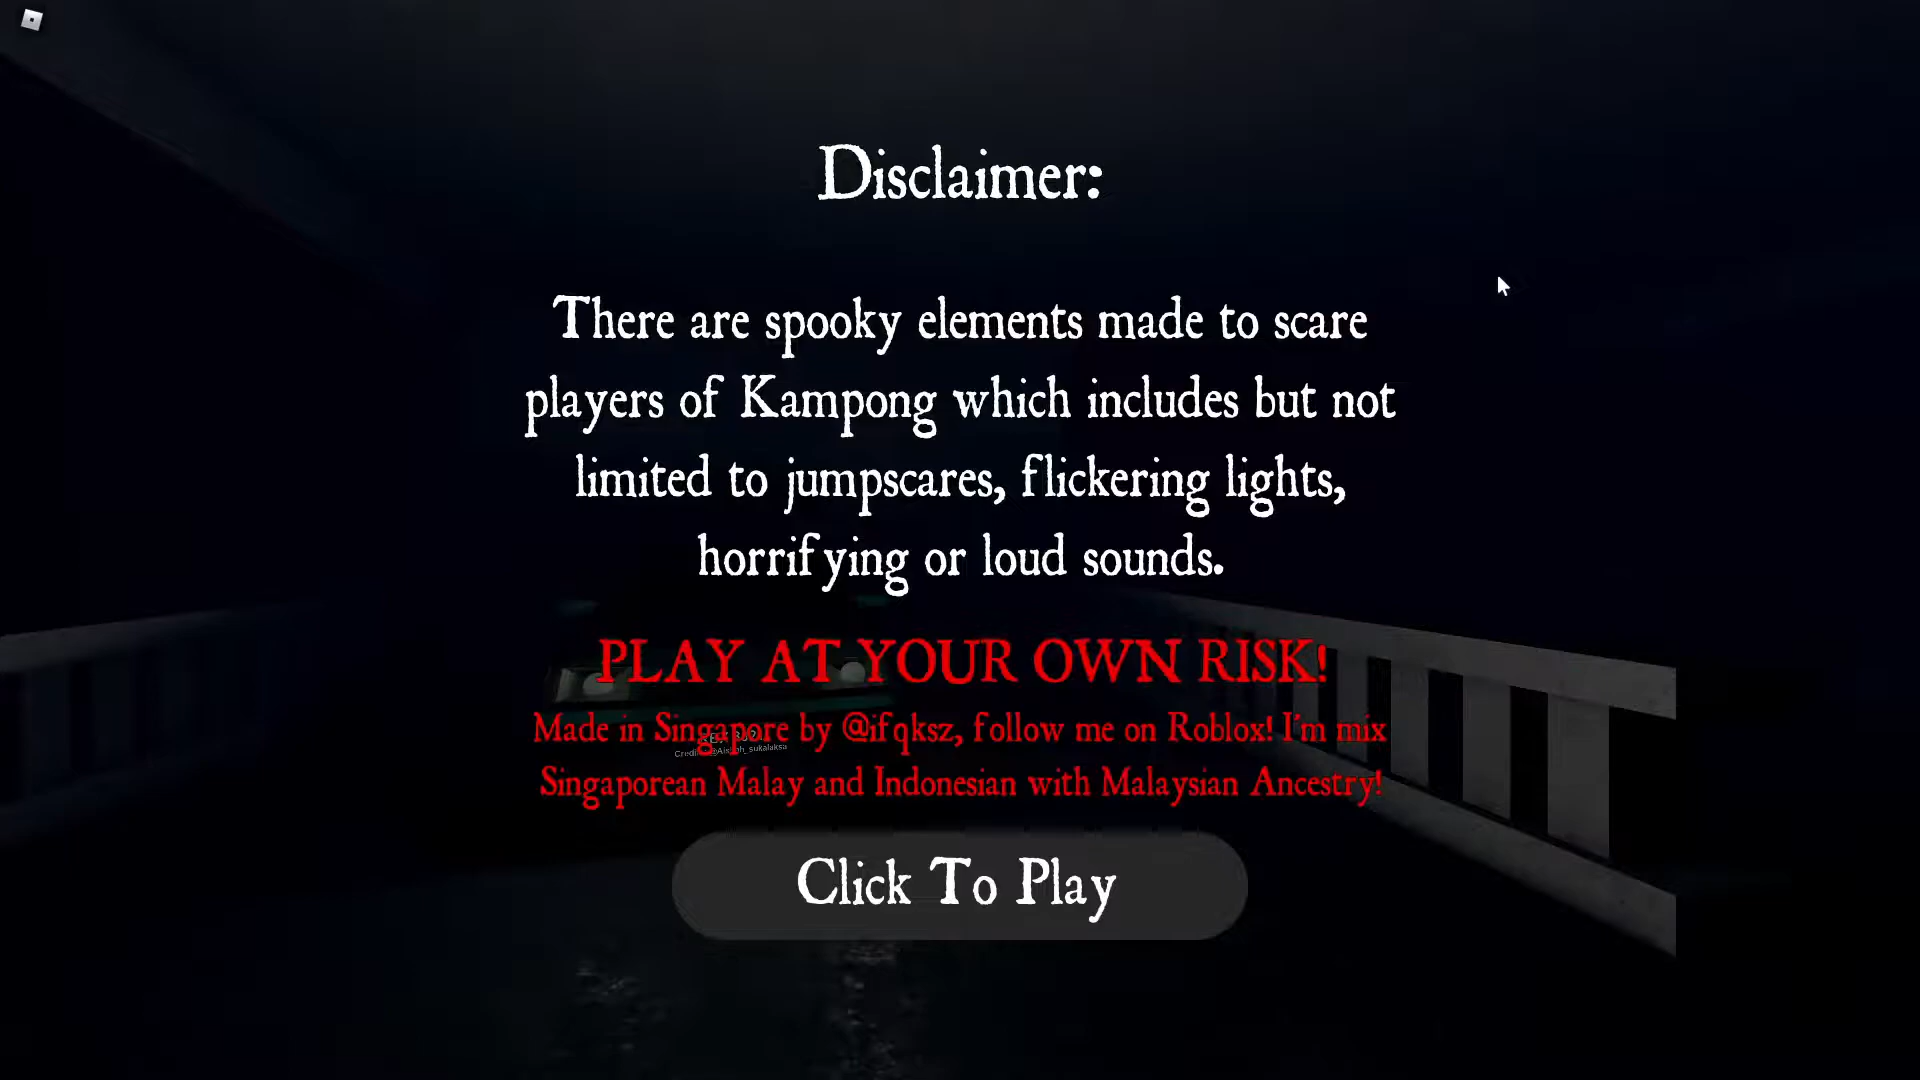 Disclaimer:
There are spooky elements made to scare
players of Kampong which includes but not
limited to jumpscares, flickering lights,
horrifying or loud sounds.
PLAY AT YOUR OWN RISK!
Made in Singapore by @ifqksz, follow me on Roblox! I'm mix
Singaporean Malay and Indonesian with Malaysian Ancestry!
Click To Play